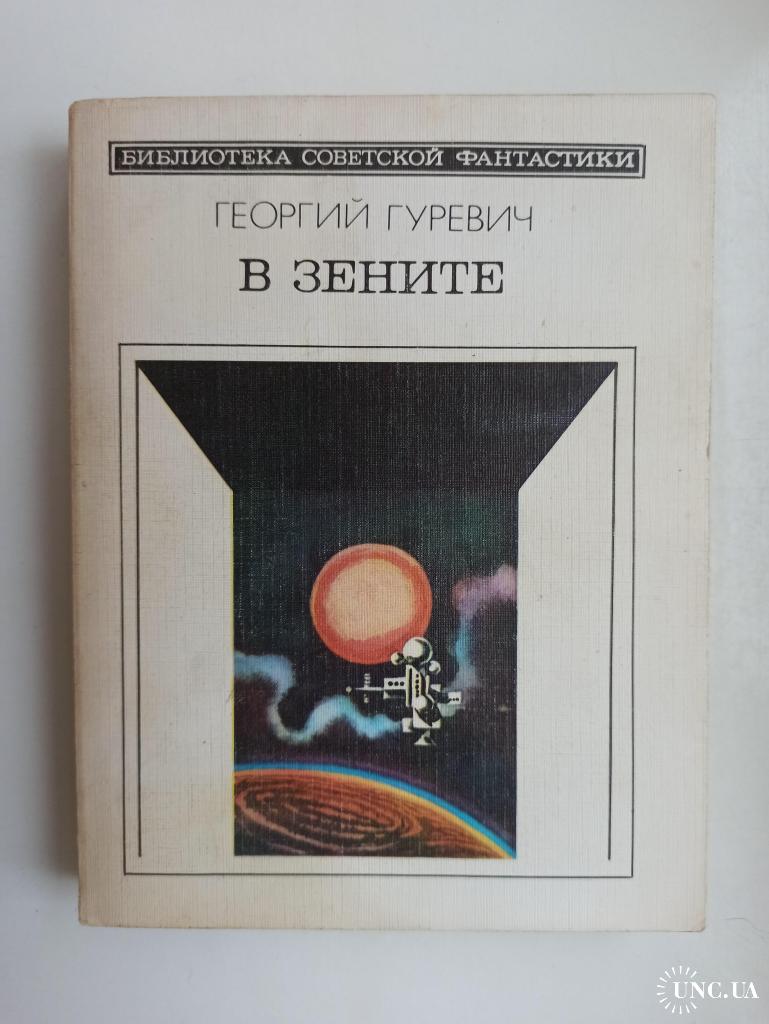 БИБЛИОТЕКА СОВЕТСКОЙ ФАНТАСТИКИ
ГЕОРГИЙ ГУРЕВИЧ
В ЗЕНИТЕ
UNC.UA